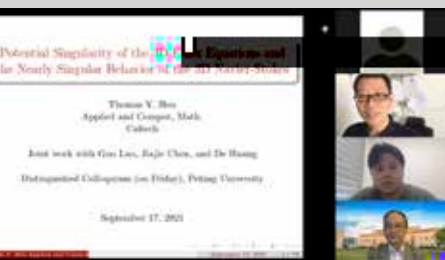 Potential Singularity of the 3D Euler Equations and
the Nearly Singular Behavior of the 3D Navier-Stokes
Thomas Y. Hou
Applied and Comput. Math
Caltech
Joint work with Guo Luo, Jiajie Chen, and De Huang
Distinguished Colloquium (on Friday), Peking University
September 17, 2021